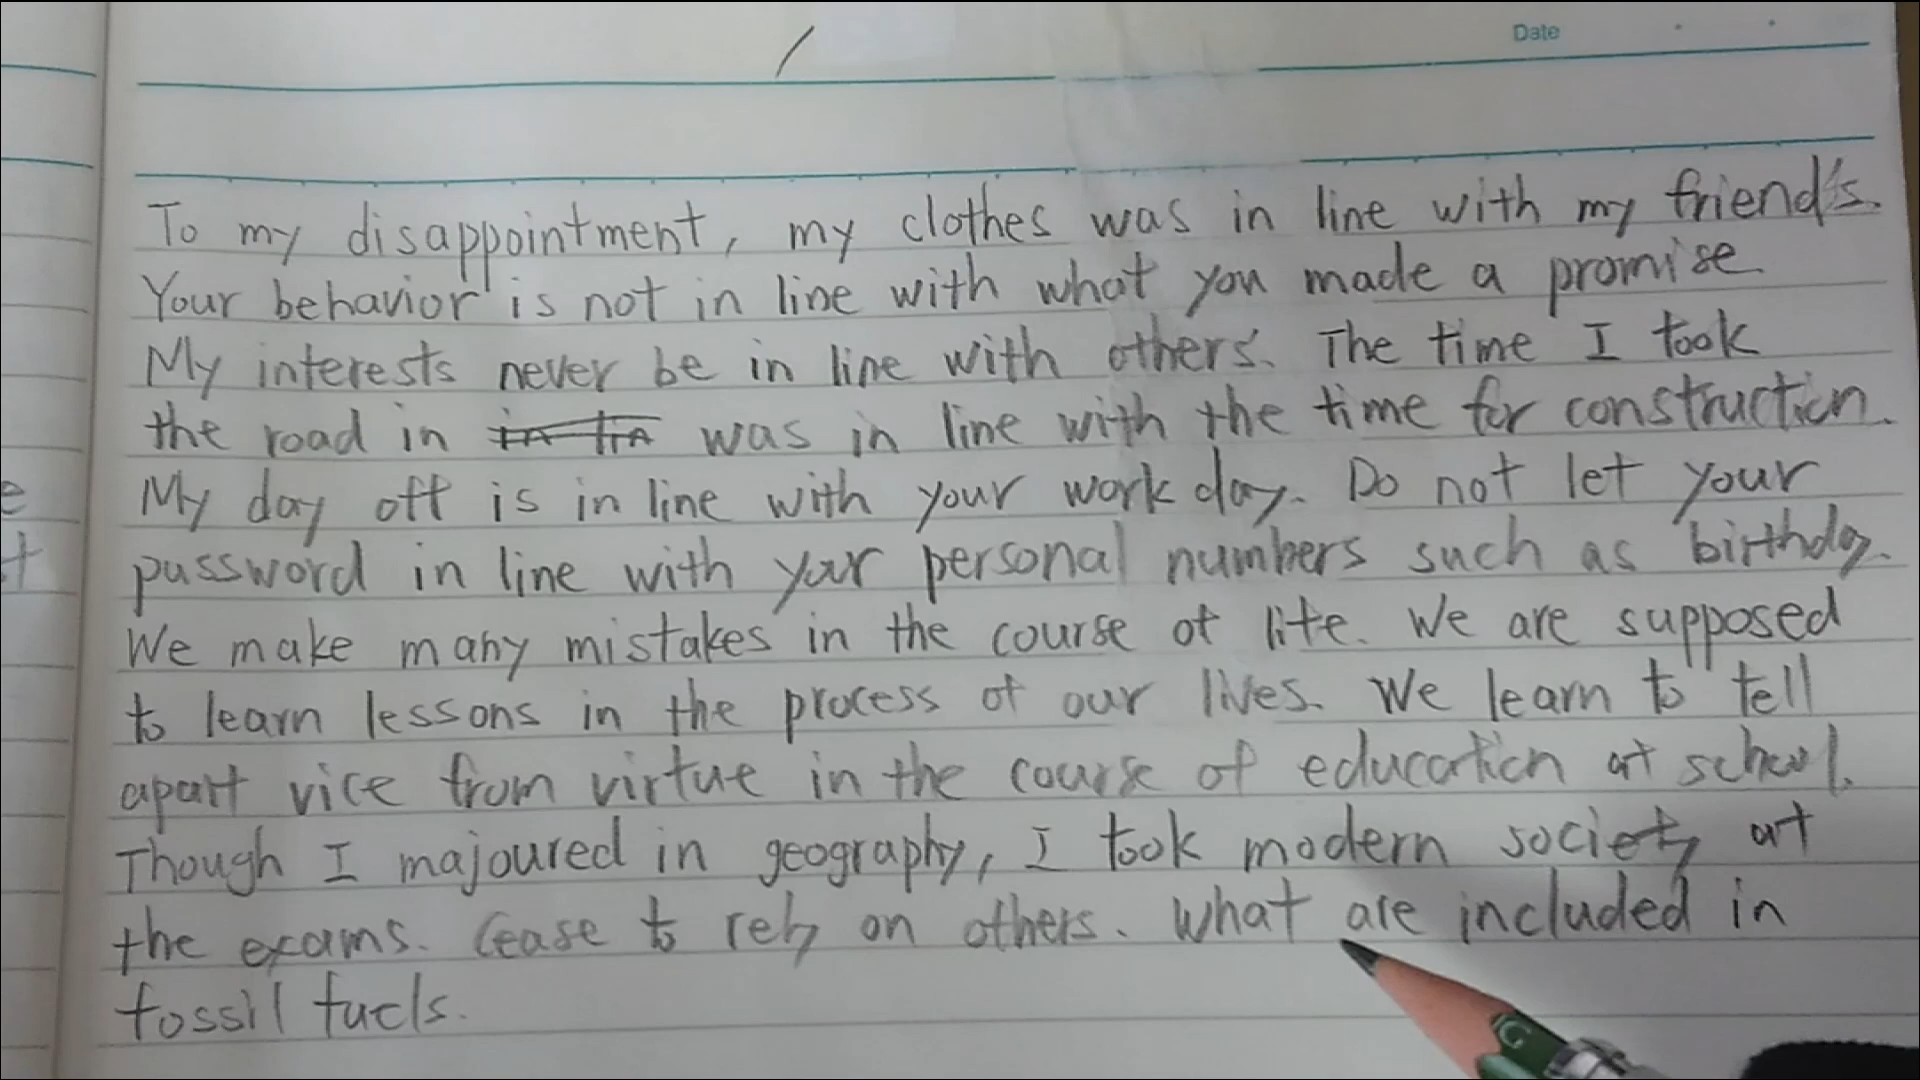 Date
To my disappointment, my clothes was in line with my friend's.
Your behavior is not in line with what you made a promise.
My interests never be in line with others'. The time I took
the road in was in line with the time for construction.
My day off is in line with your work day. Do not let your
password in line with your personal numbers such as birthday.
We make many mistakes in the course of life. We are supposed
to learn lessons in the process of our lives. We learn to tell
apart vice from virtue in the course of education at school.
Though I majoured in geography, I took modern society at
the exams. Cease to rely on others. What are included in
fossil fuels.
e
t